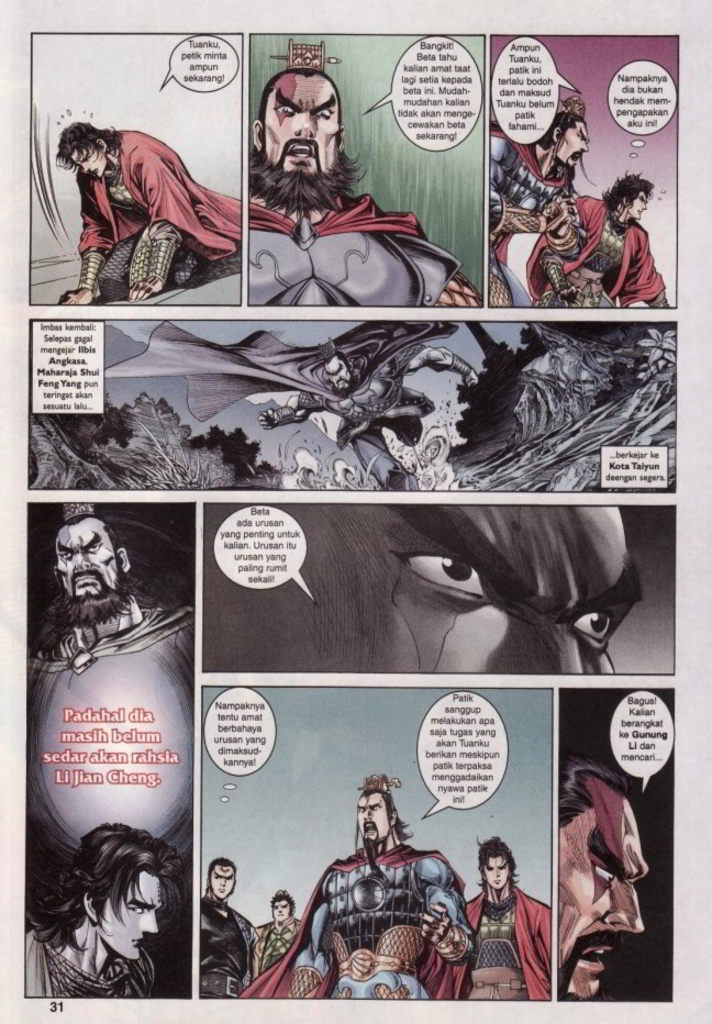 Tuanku,
petik minta
ampun
sekarang!
Bangkit!
Beta tahu
kalian amat taat
lagi setia kepada
beta ini. Mudah-
mudahan kalian
tidak akan menge-
cewakan beta
sekarang!
Ampun
Tuanku,
patik ini
terlalu bodoh
dan maksud
Tuanku belum
patik
fahami...
Nampaknya
dia bukan
hendak mem-
pengapakan
aku ini!
Imbas kembali:
Selepas gagal
mengejar Ilbis
Angkasa,
Maharaja Shui
Feng Yang pun
teringat akan
sesuatu lalu...
...berkejar ke
Kota Taiyun
deengan segera.
Padahal dia
masih belum
sedar akan rahsia
Li Jian Cheng.
Beta
ada urusan
yang penting untuk
kalian. Urusan itu
urusan yang
paling rumit
sekali!
Nampaknya
tentu amat
berbahaya
urusan yang
dimaksud-
kannya!
Patik
sanggup
melakukan apa
saja tugas yang
akan Tuanku
berikan meskipun
patik terpaksa
menggadaikan
nyawa patik
ini!
Bagus!
Kalian
berangkat
ke Gunung
Li dan
mencari...
31